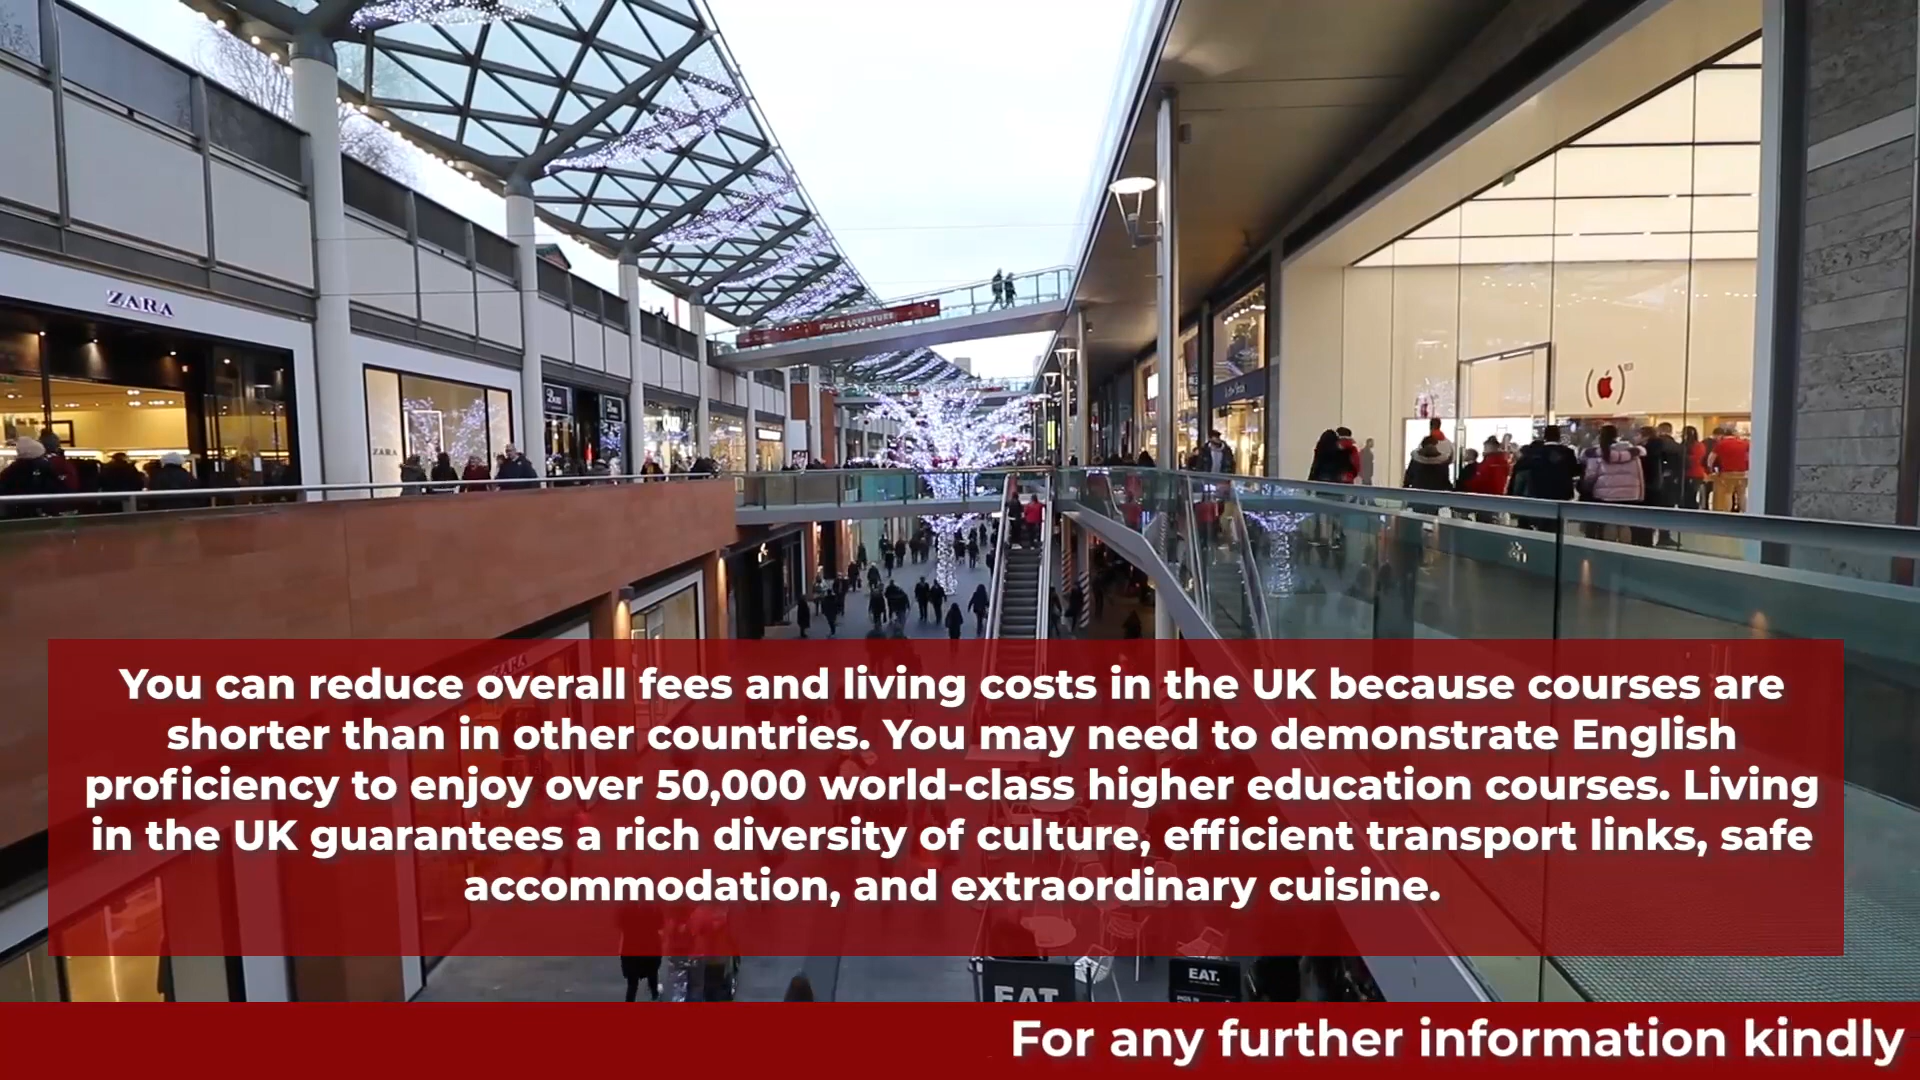 ZARA
ZARA
You can reduce overall fees and living costs in the UK because courses are
shorter than in other countries. You may need to demonstrate English
proficiency to enjoy over 50,000 world-class higher education courses. Living
in the UK guarantees a rich diversity of culture, efficient transport links, safe
accommodation, and extraordinary cuisine.
EAT.
EAT
For any further information kindly